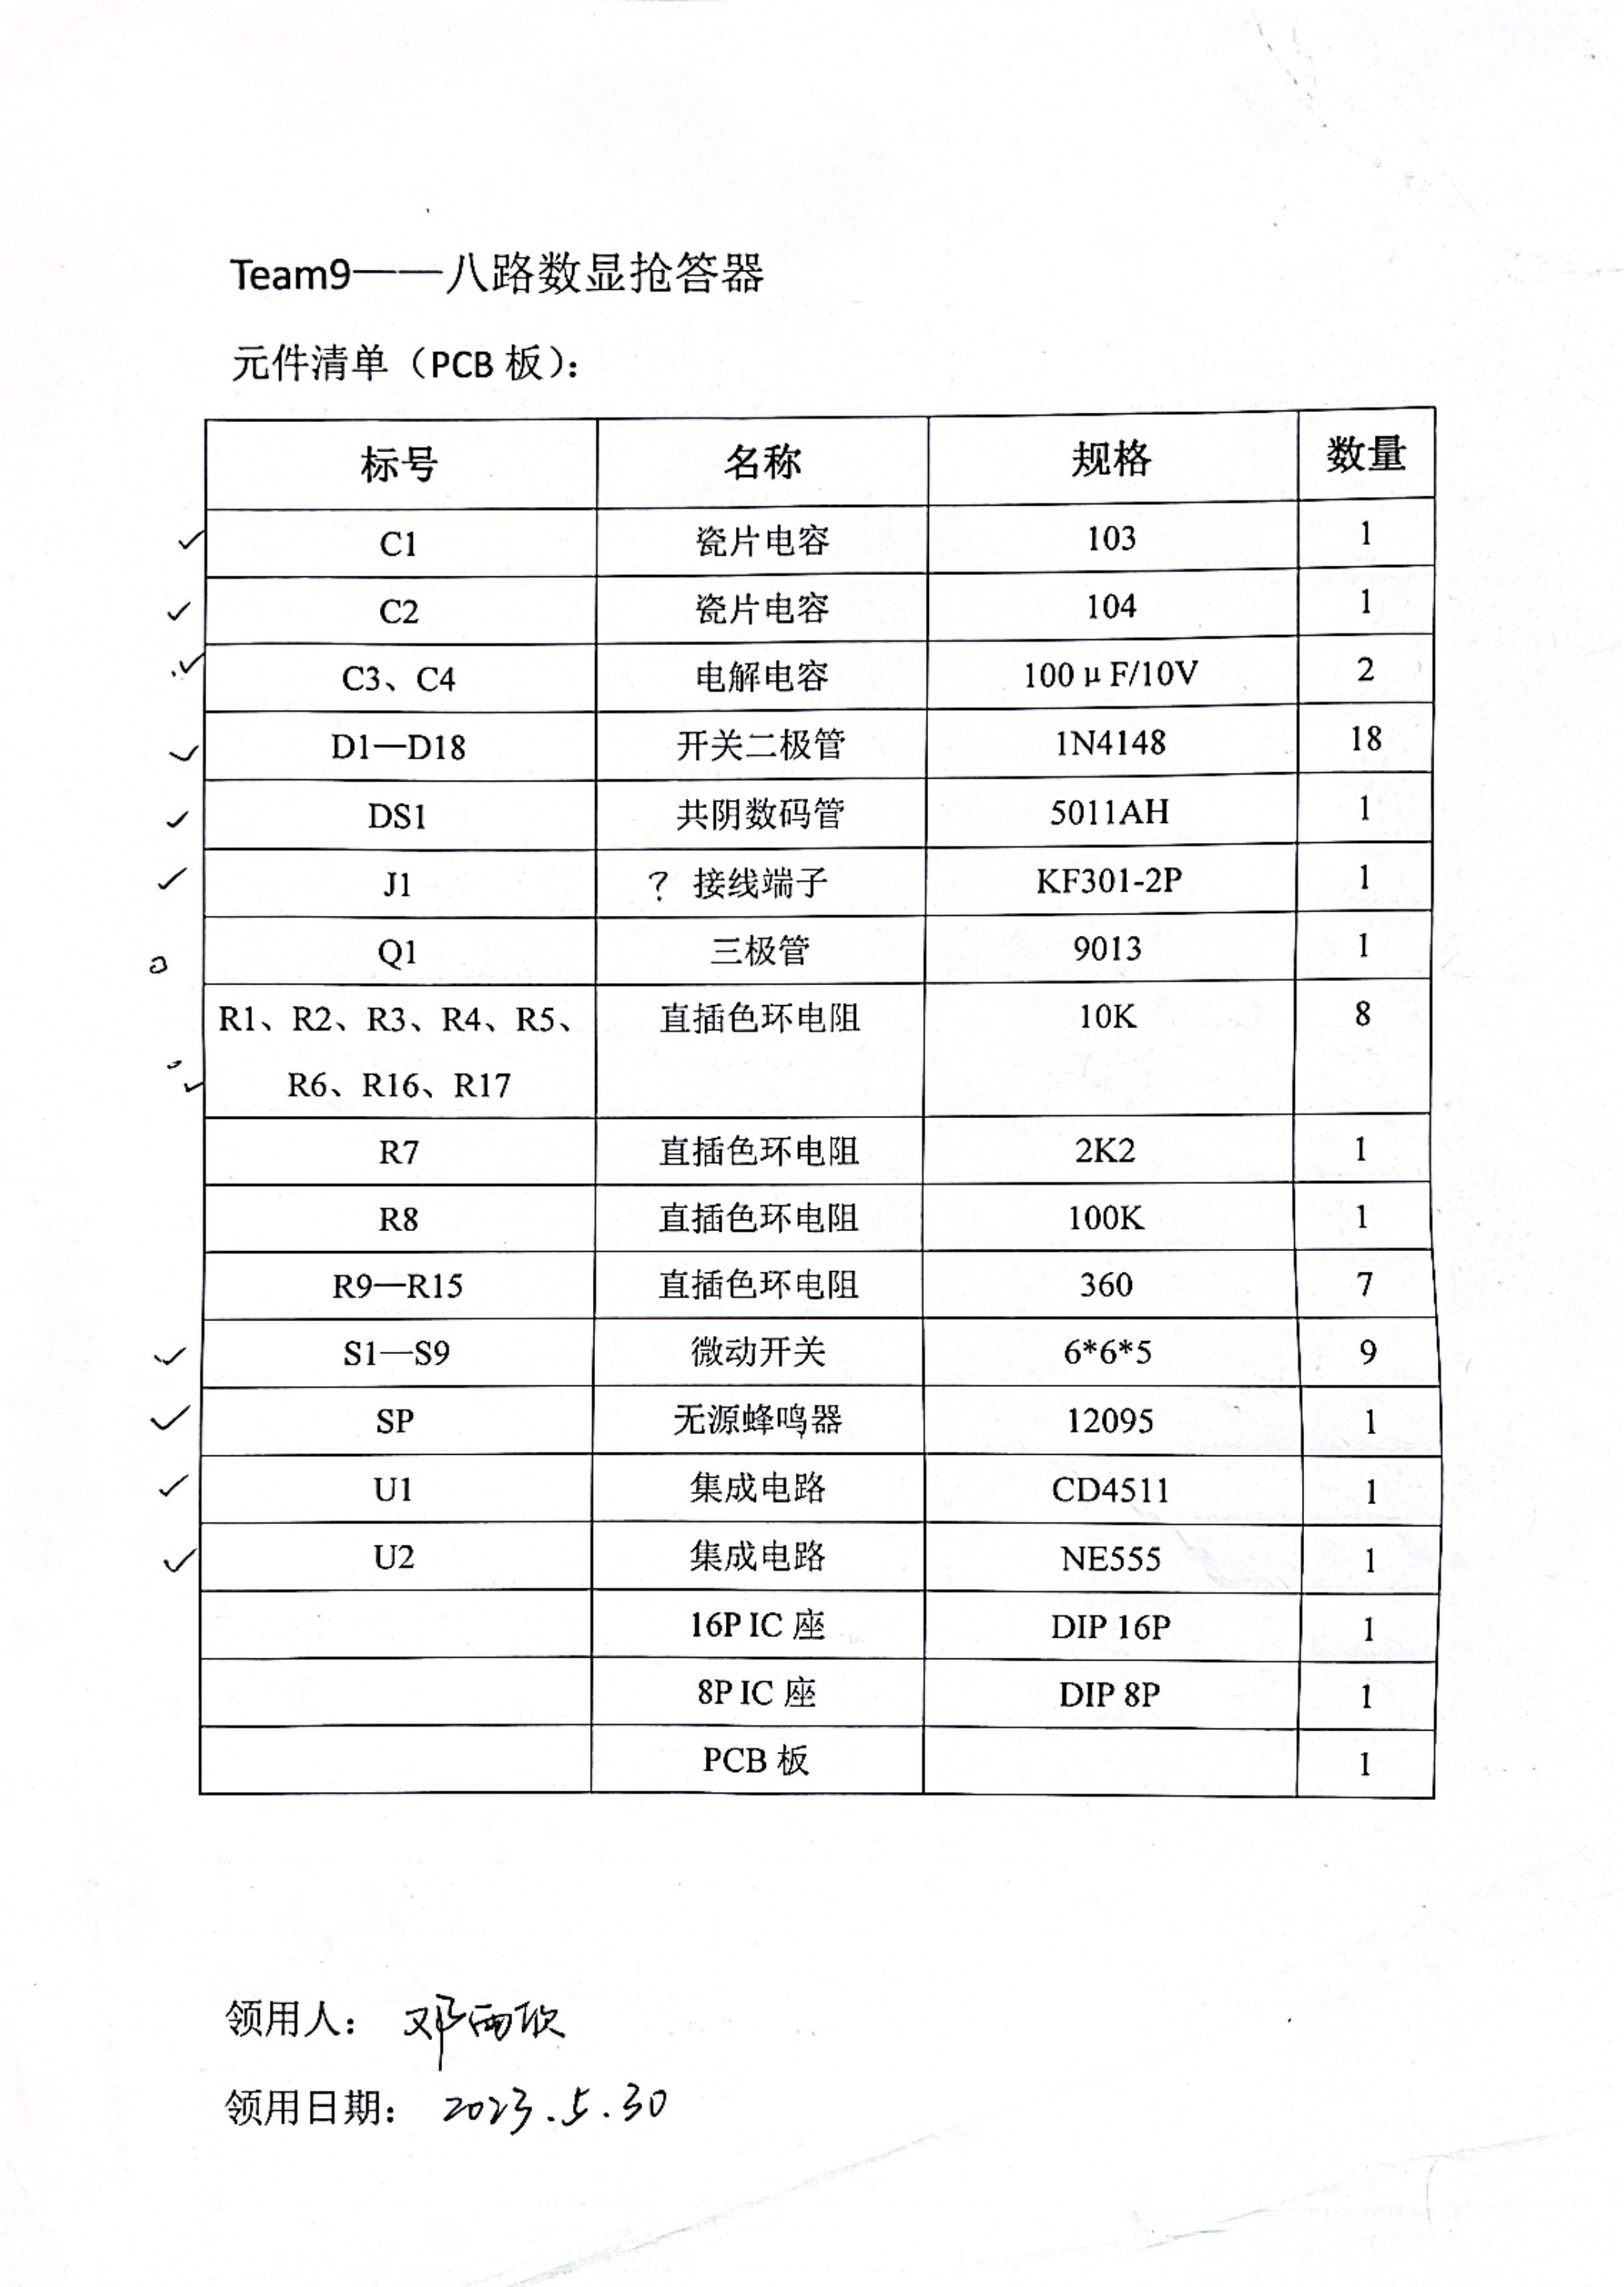 Team9——八路数显抢答器
元件清单（PCB 板）：
标号 名称 规格 数量
✓ C1 瓷片电容 103 1
✓ C2 瓷片电容 104 1
✓ C3、C4 电解电容 100μF/10V 2
✓ D1—D18 开关二极管 1N4148 18
✓ DS1 共阴数码管 5011AH 1
✓ J1 ? 接线端子 KF301-2P 1
Q1 三极管 9013 1
R1、R2、R3、R4、R5、 直插色环电阻 10K 8
✓ R6、R16、R17
R7 直插色环电阻 2K2 1
R8 直插色环电阻 100K 1
R9—R15 直插色环电阻 360 7
✓ S1—S9 微动开关 6*6*5 9
✓ SP 无源蜂鸣器 12095 1
✓ U1 集成电路 CD4511 1
✓ U2 集成电路 NE555 1
16P IC 座 DIP 16P 1
8P IC 座 DIP 8P 1
PCB 板 1
领用人： 邓雨欣
领用日期： 2023.5.30